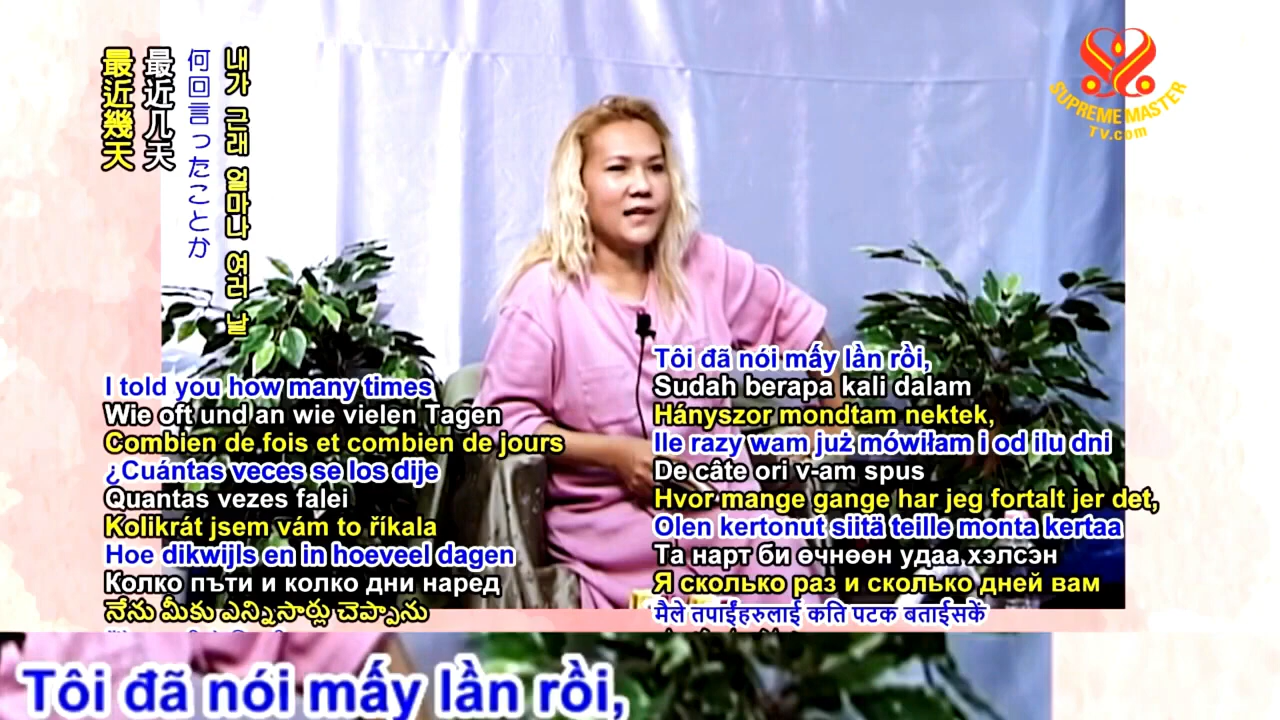 最近幾天
最近几天
何回言ったことか
내가 그래 얼마나 여러 날
SUPREME MASTER
TV.com
I told you how many times
Wie oft und an wie vielen Tagen
Combien de fois et combien de jours
¿Cuántas veces se los dije
Quantas vezes falei
Kolikrát jsem vám to říkala
Hoe dikwijls en in hoeveel dagen
Колко пъти и колко дни наред
నేను మీకు ఎన్నిసార్లు చెప్పాను
Tôi đã nói mấy lần rồi,
Sudah berapa kali dalam
Hányszor mondtam nektek,
Ile razy wam już mówiłam i od ilu dni
De câte ori v-am spus
Hvor mange gange har jeg fortalt jer det,
Olen kertonut siitä teille monta kertaa
Та нарт би өчнөөн удаа хэлсэн
Я сколько раз и сколько дней вам
मैले तपाईंहरुलाई कति पटक बताईसकें
Tôi đã nói mấy lần rồi,